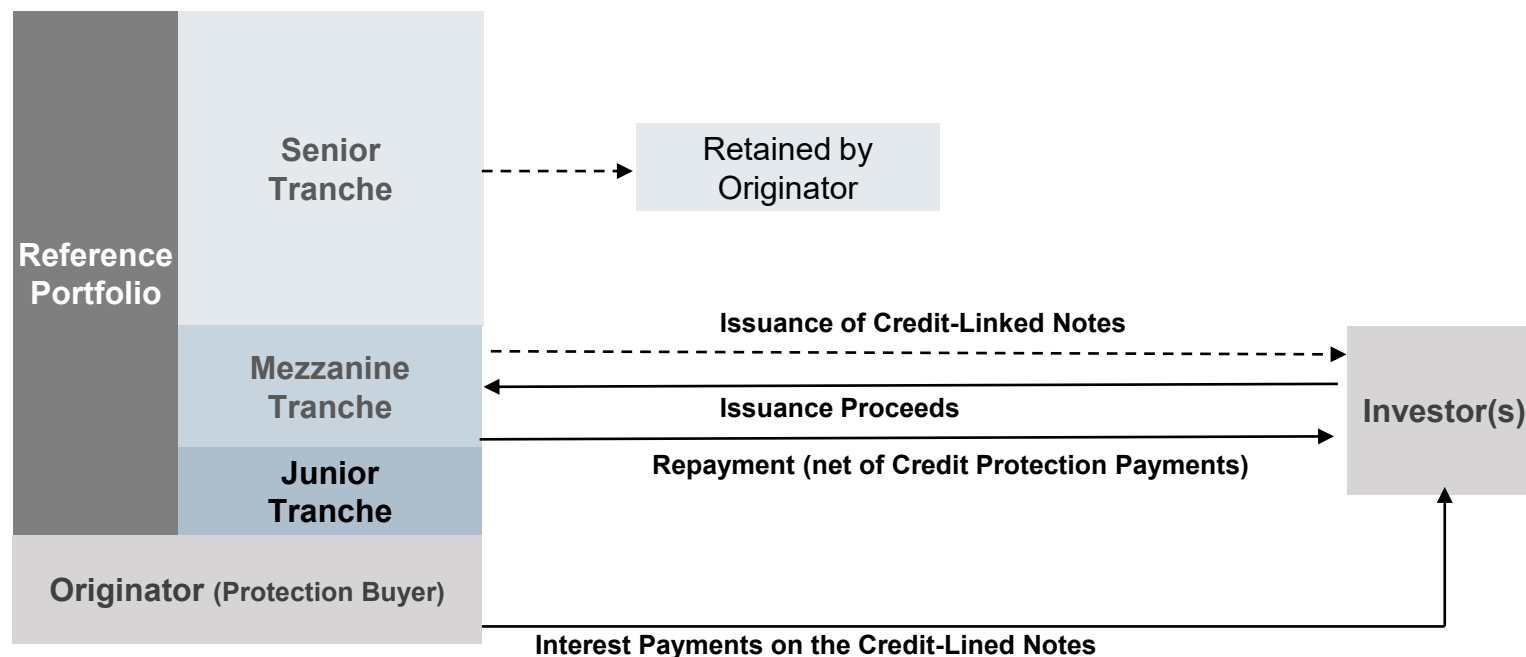 Senior
Tranche
Retained by
Originator
Reference
Portfolio
Issuance of Credit-Linked Notes
Mezzanine
Tranche
Issuance Proceeds
Investor(s)
Repayment (net of Credit Protection Payments)
Junior
Tranche
Originator (Protection Buyer)
Interest Payments on the Credit-Lined Notes